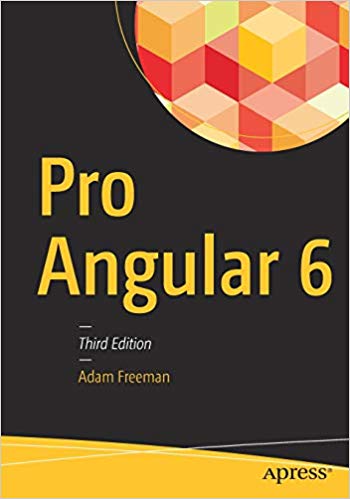 Pro
Angular 6
—
Third Edition
—
Adam Freeman
Apress®